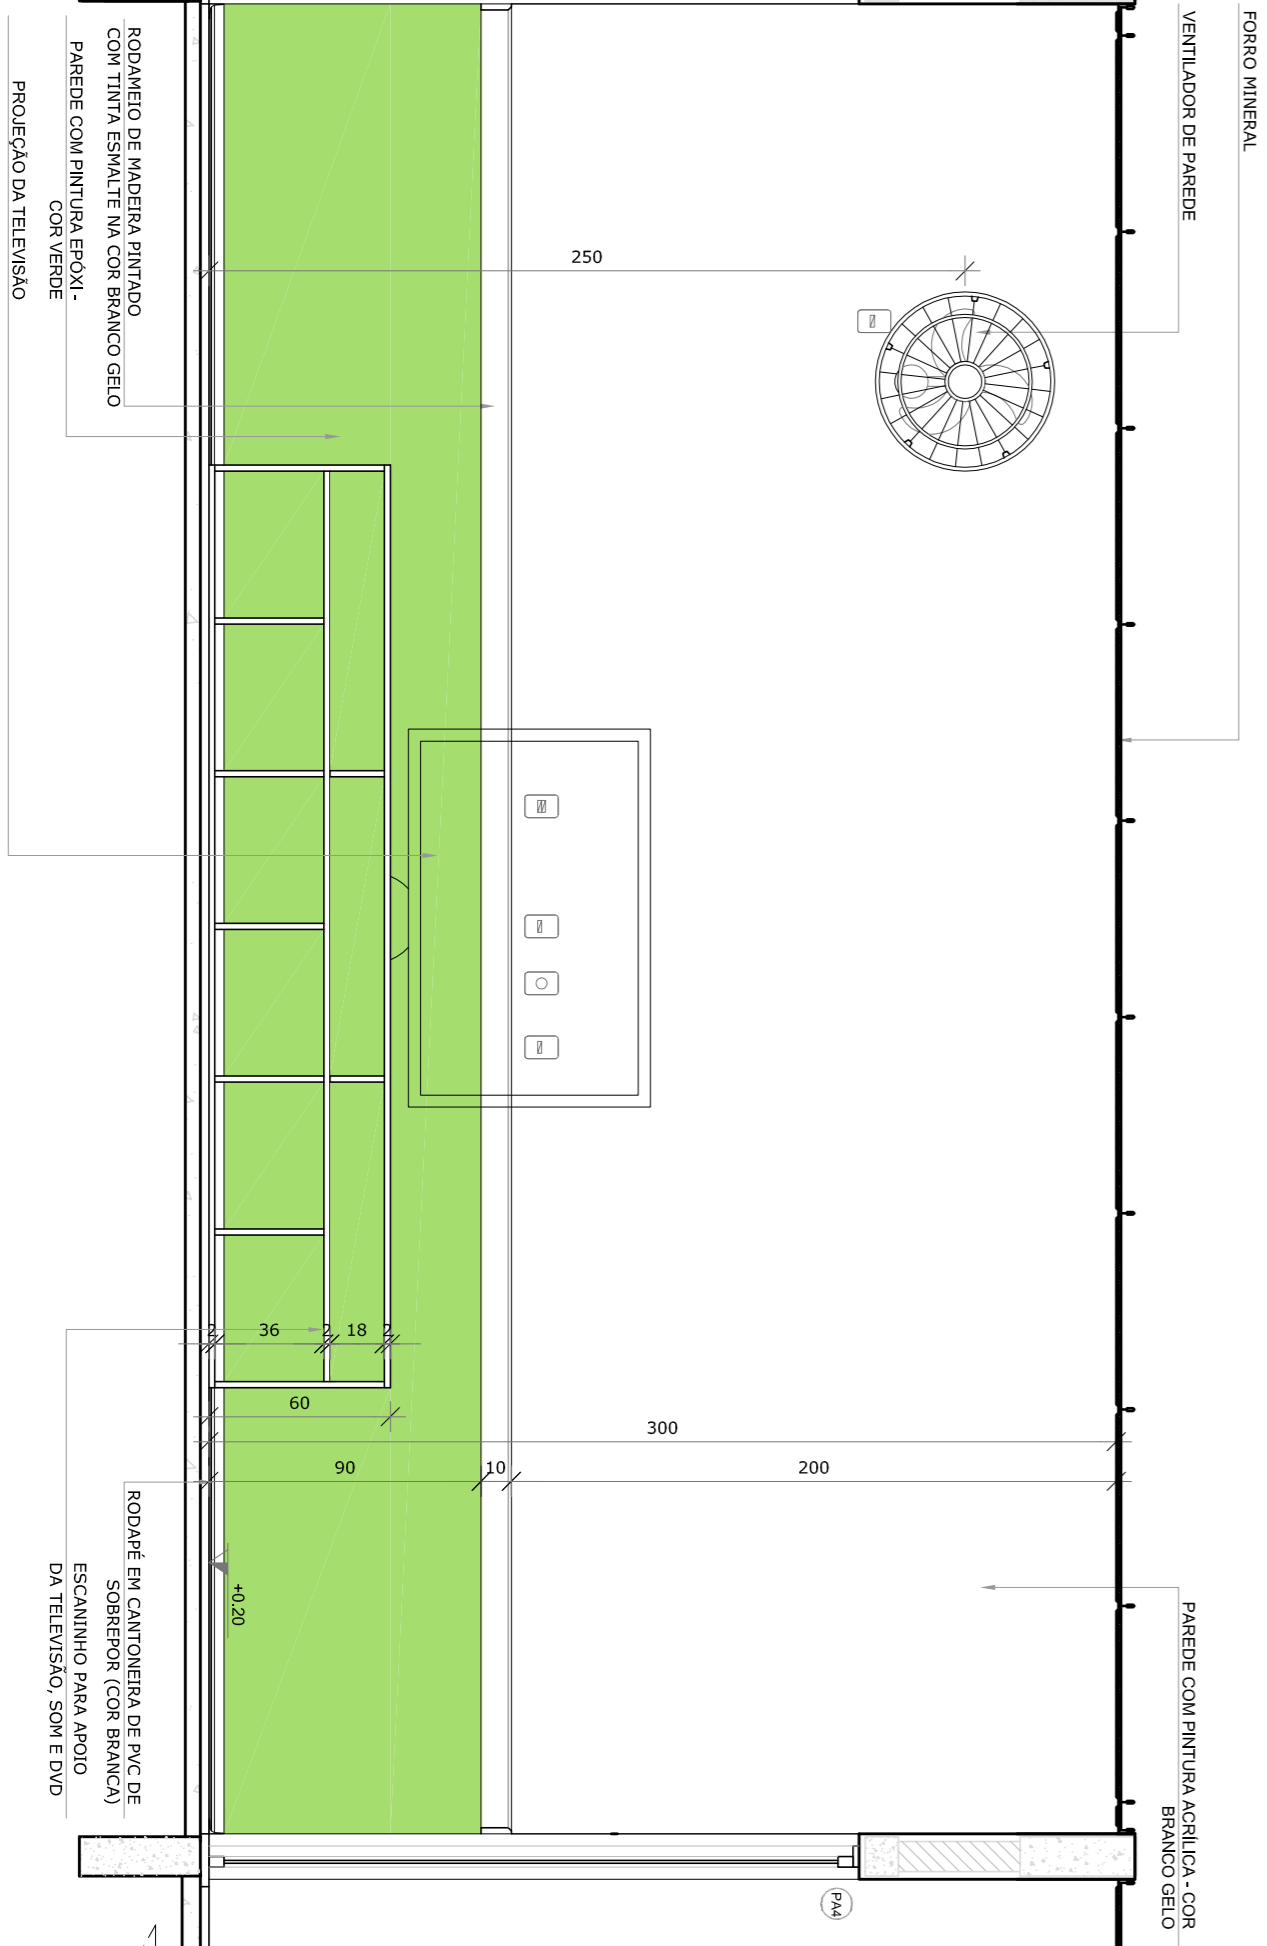 FORRO MINERAL
VENTILADOR DE PAREDE
PAREDE COM PINTURA ACRÍLICA - COR
BRANCO GELO
PA4
250
300
200
10
90
60
2
36
2
18
2
+0.20
RODAMEIO DE MADEIRA PINTADO
COM TINTA ESMALTE NA COR BRANCO GELO
PAREDE COM PINTURA EPÓXI -
COR VERDE
PROJEÇÃO DA TELEVISÃO
RODAPÉ EM CANTONEIRA DE PVC DE
SOBREPOR (COR BRANCA)
ESCANINHO PARA APOIO
DA TELEVISÃO, SOM E DVD